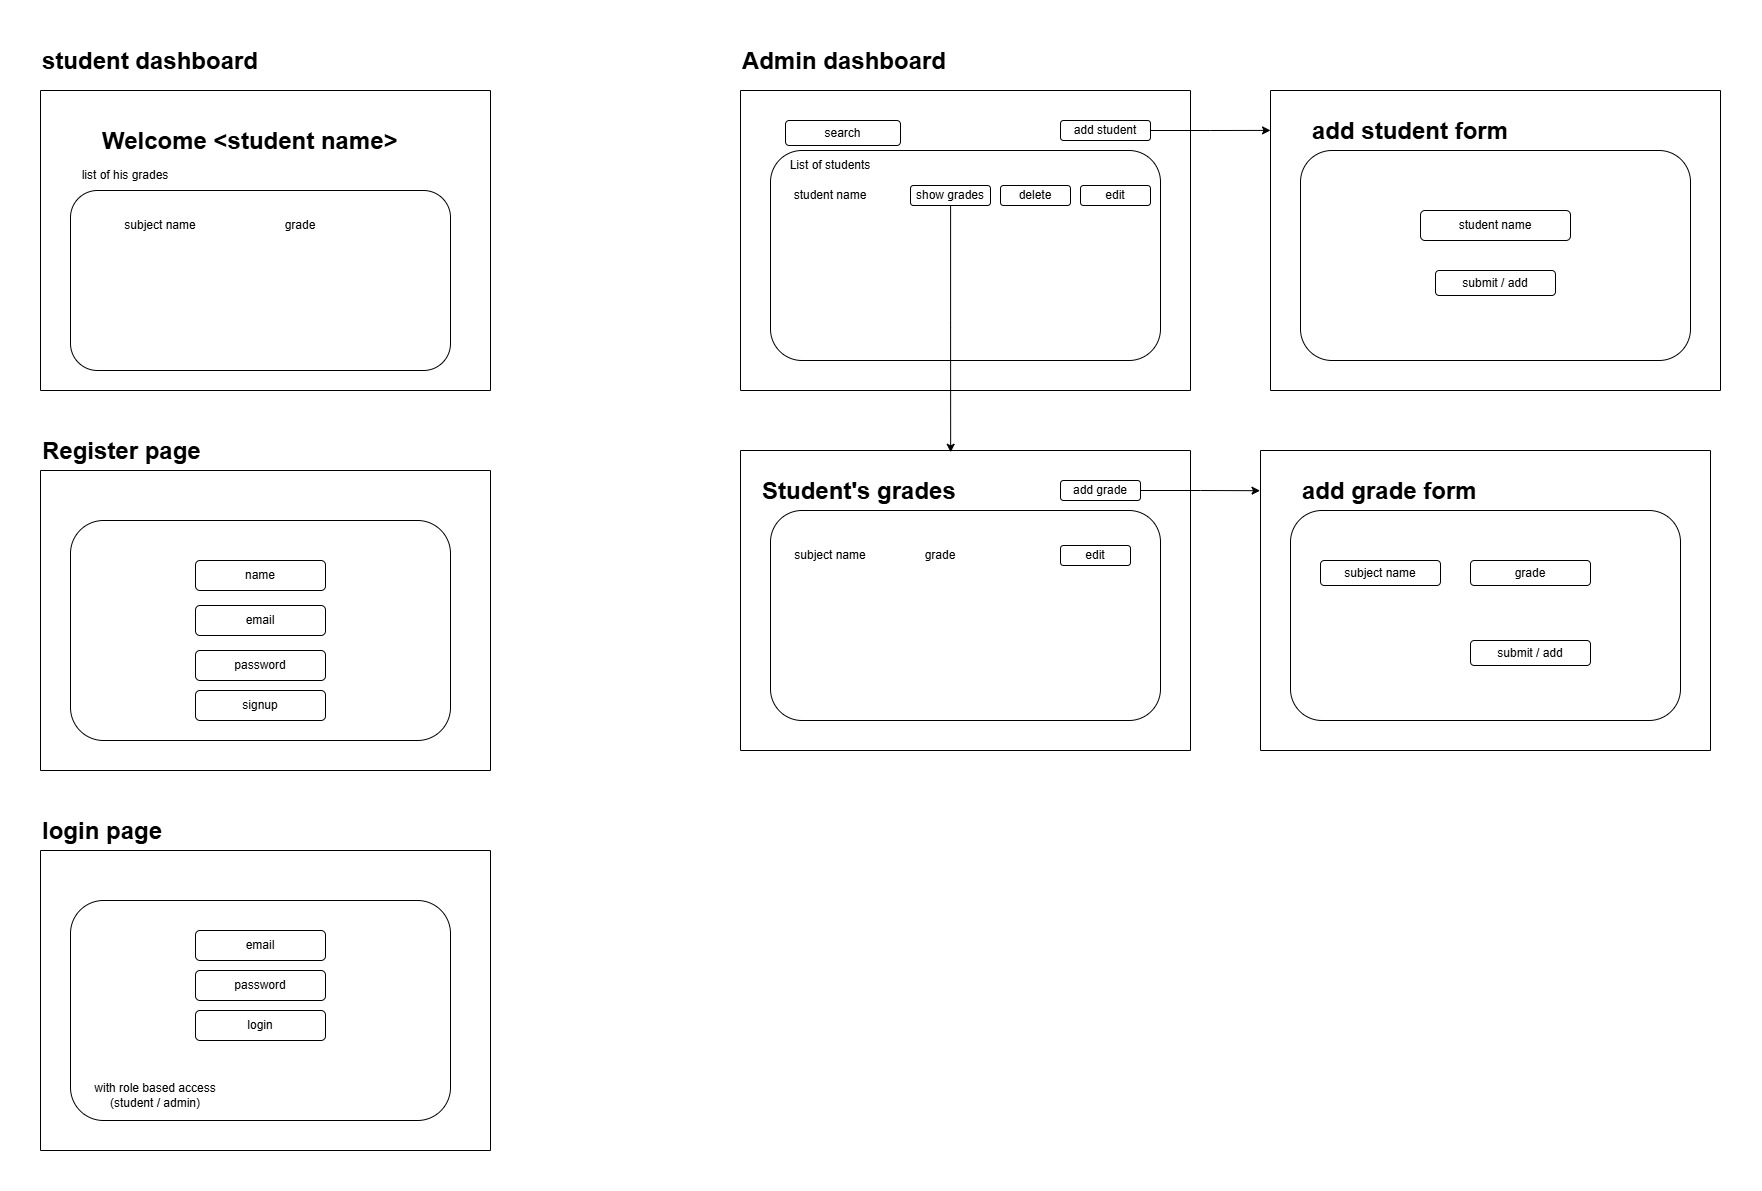 student dashboard
Welcome <student name>
list of his grades
subject name
grade
Register page
name
email
password
signup
login page
email
password
login
with role based access
(student / admin)
Admin dashboard
search
add student
List of students
student name
show grades
delete
edit
add student form
student name
submit / add
Student's grades
add grade
subject name
grade
edit
add grade form
subject name
grade
submit / add